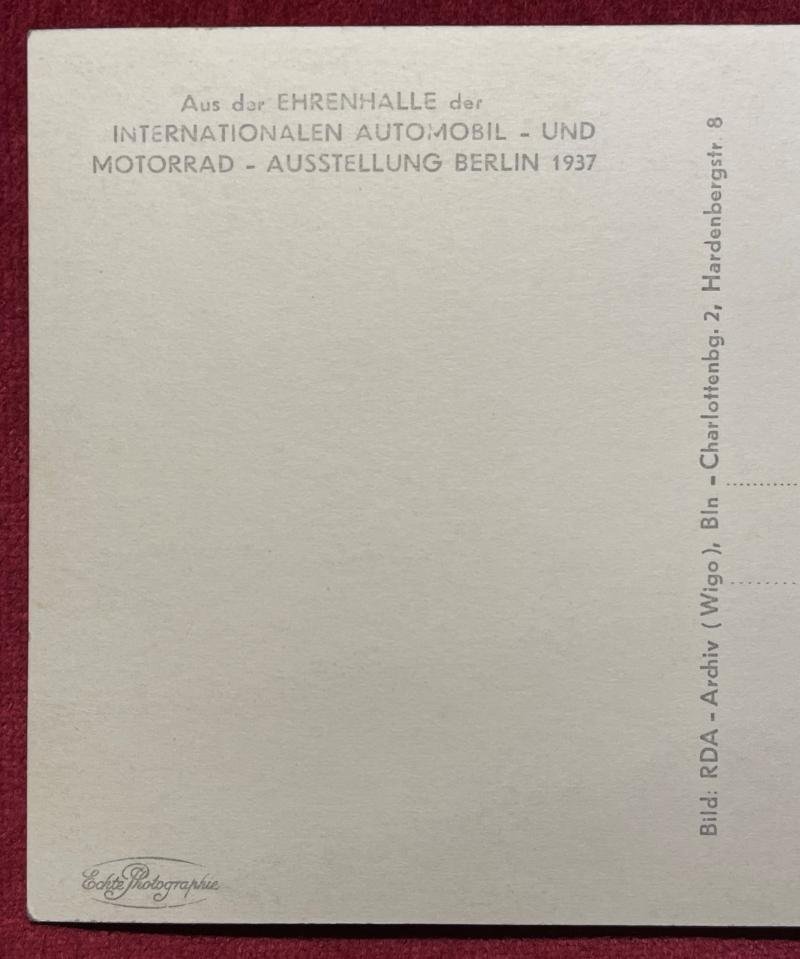 Aus der EHRENHALLE der
INTERNATIONALEN AUTOMOBIL - UND
MOTORRAD - AUSSTELLUNG BERLIN 1937
Bild: RDA - Archiv ( Wigo ), Bln - Charlottenbg. 2, Hardenbergstr. 8
Echte Photographie